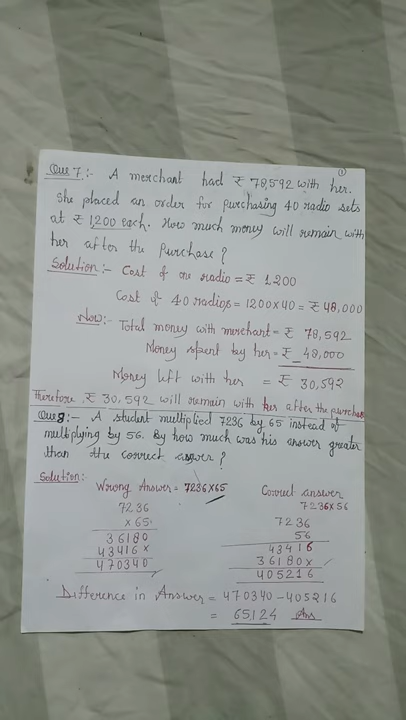 ①
Que 7:- A merchant had ₹ 78,592 with her.
She placed an order for purchasing 40 radio sets
at ₹ 1,200 each. How much money will remain with
her after the purchase?
Solution:- Cost of one radio = ₹ 1,200
Cost of 40 radios = 1200 x 40 = ₹ 48,000
Now:- Total money with merchant = ₹ 78,592
Money spent by her = ₹ - 48,000
Money left with her = ₹ 30,592
Therefore, ₹ 30,592 will remain with her after the purchase
Que 8:- A student multiplied 7236 by 65 instead of
multiplying by 56. By how much was his answer greater
than the correct answer?
Solution:-
Wrong Answer = 7236 x 65
7236
x 65
36180
43416 x
470340
Correct answer
7236 x 56
7236
56
43416
36180 x
405216
Difference in Answer = 470340 - 405216
= 65124 Ans